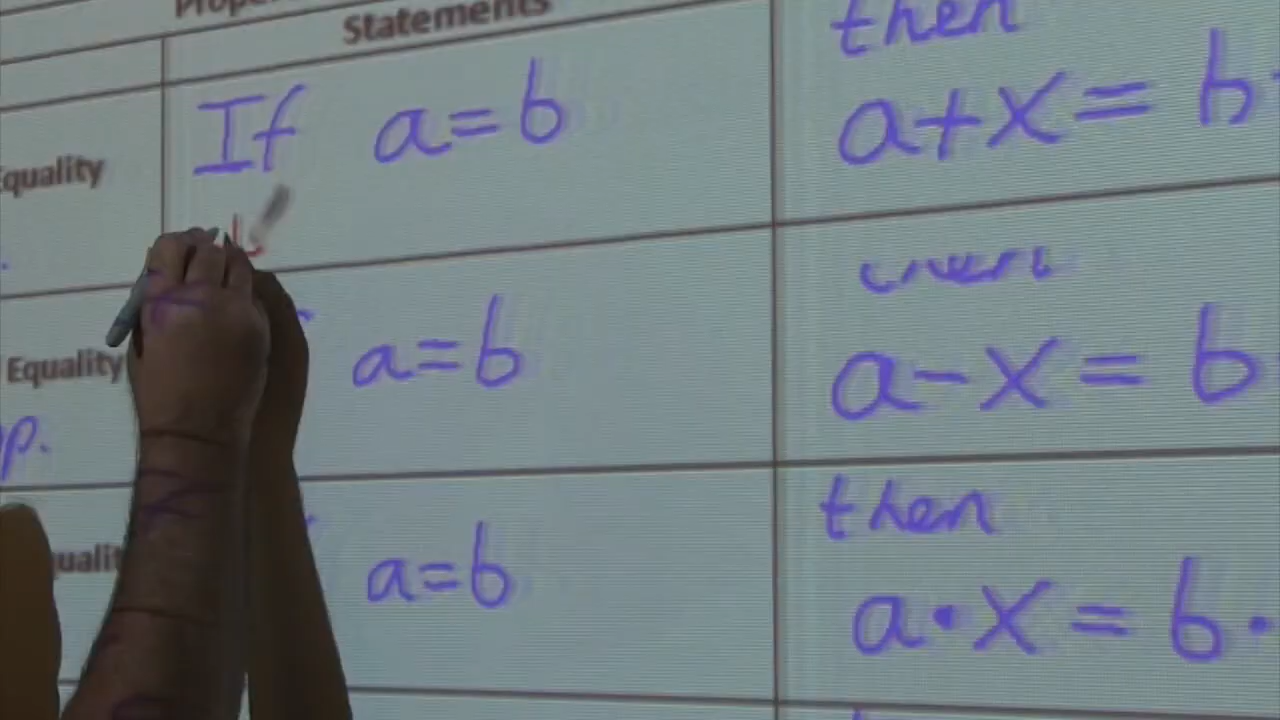 Statements
then
If a=b
a+x= b
Equality
a=b
a-x= b
Equality
p.
then
a=b
a·x= b·